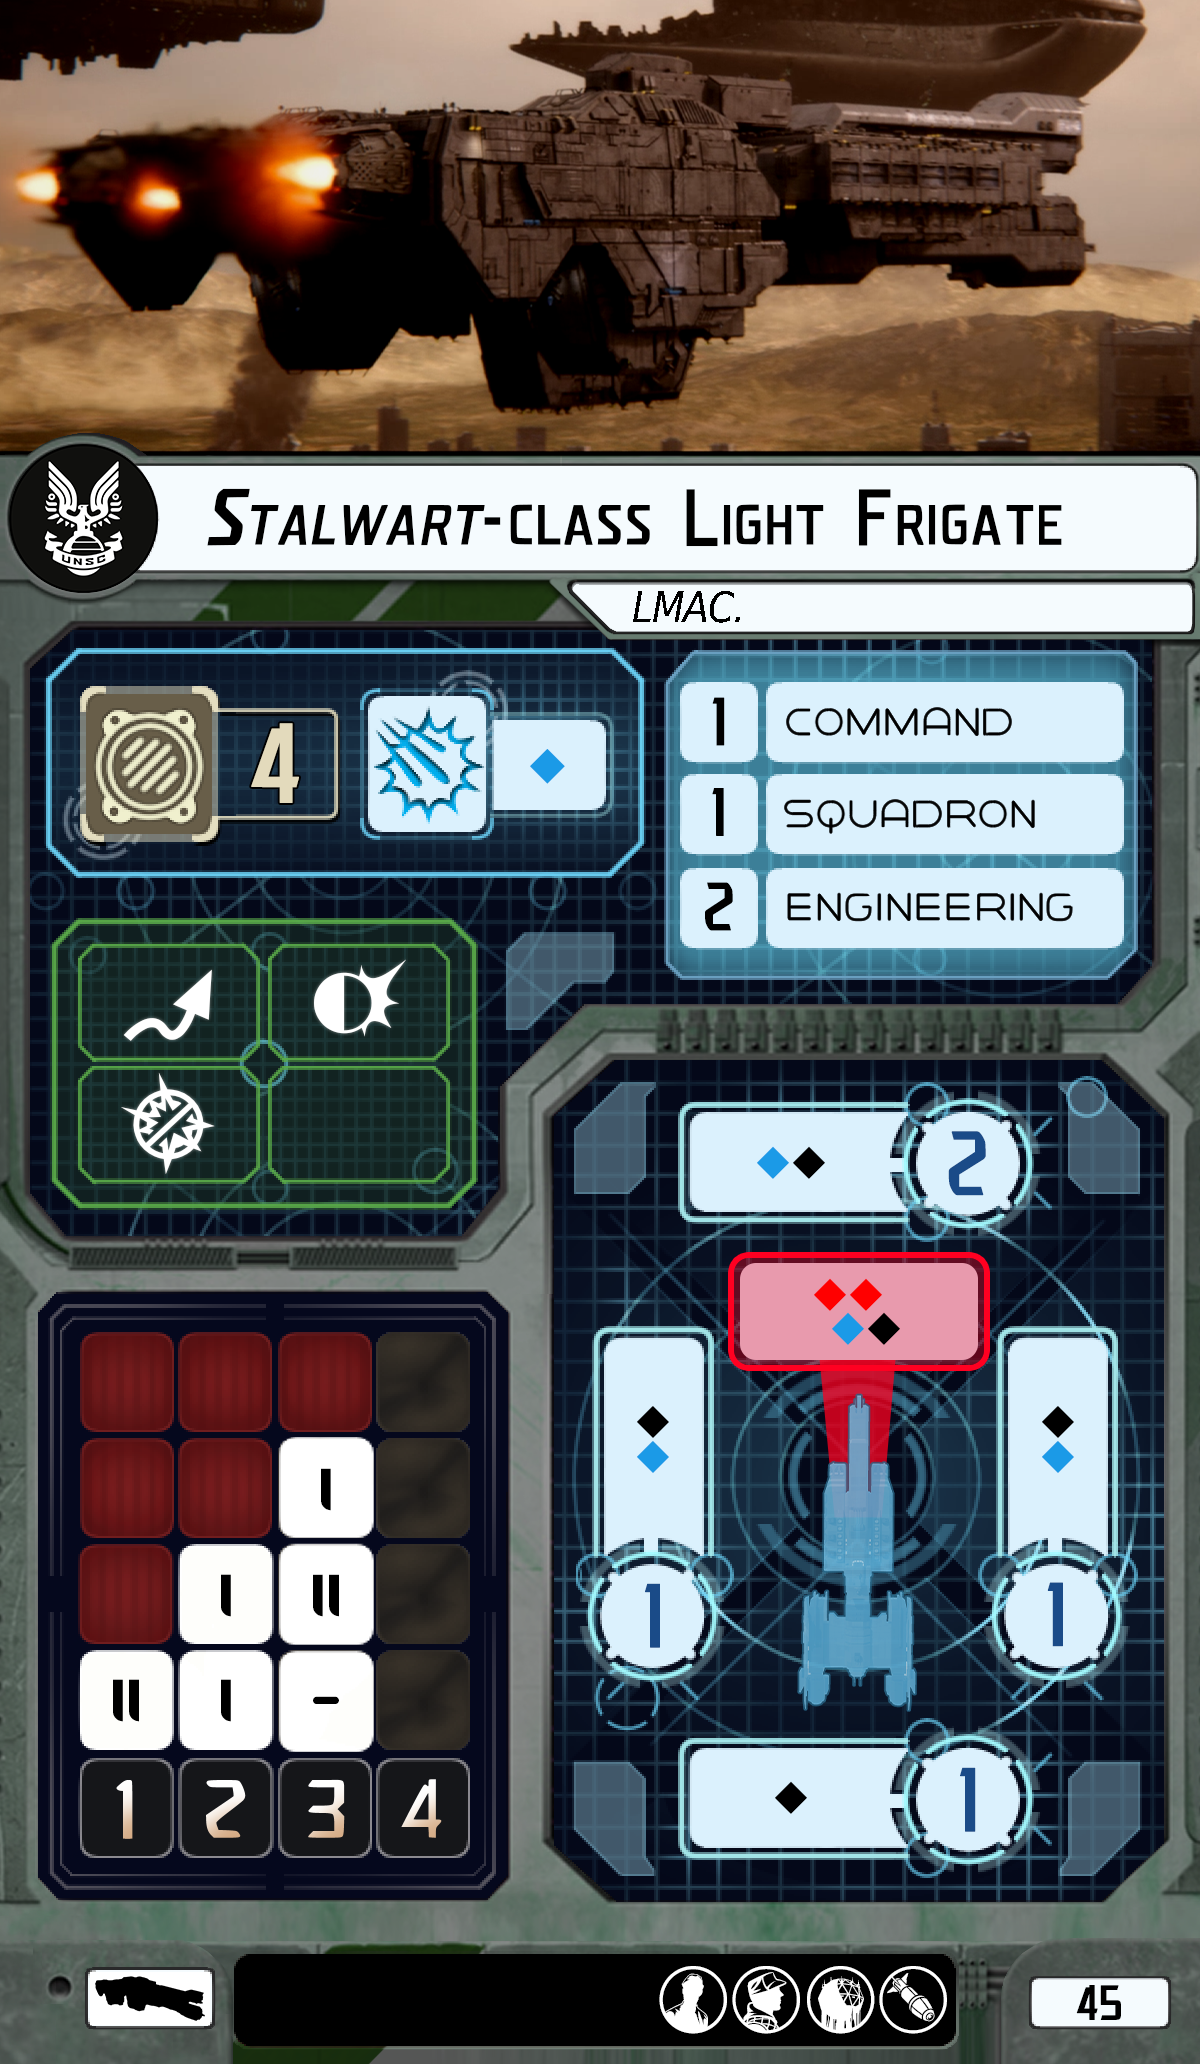 STALWART-CLASS LIGHT FRIGATE
UNSC
LMAC.
4
1 COMMAND
1 SQUADRON
2 ENGINEERING
2
I
I II
1 1
II I -
1
1 2 3 4
45